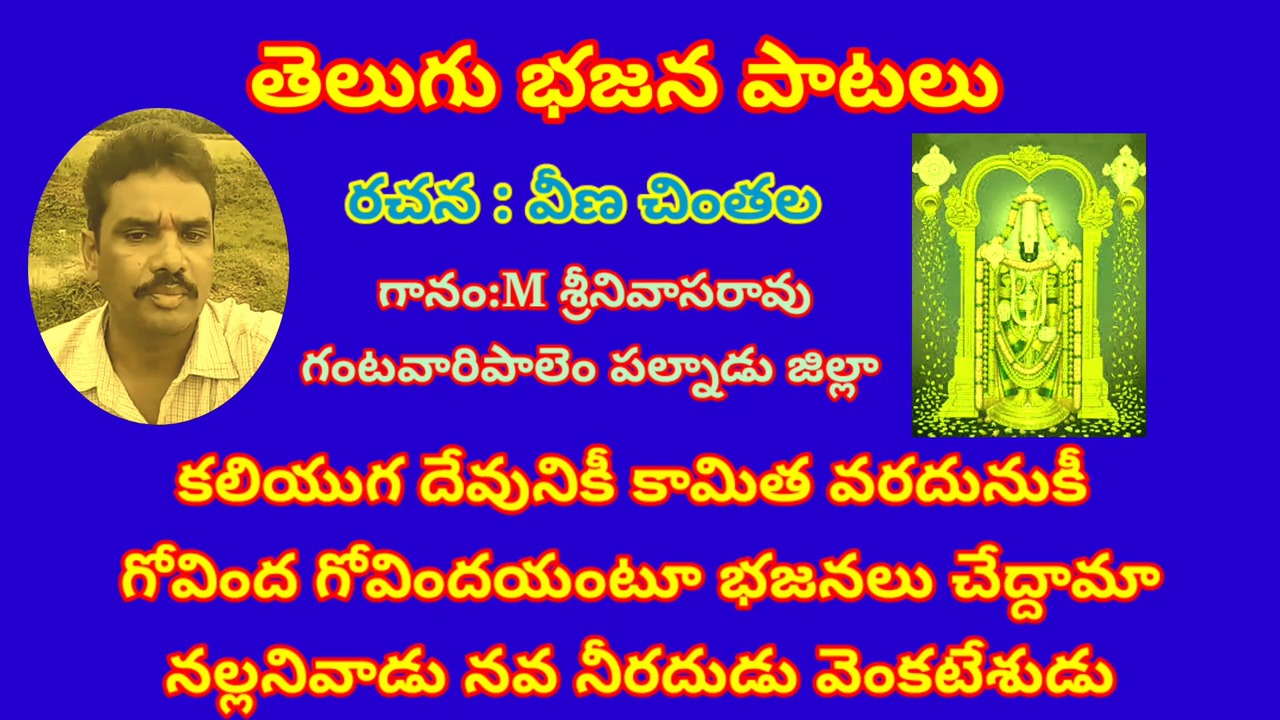 తెలుగు భజన పాటలు
రచన : వీణ చింతల
గానం:M శ్రీనివాసరావు
గంటవారిపాలెం పల్నాడు జిల్లా
కలియుగ దేవునికీ కామిత వరదునుకీ
గోవింద గోవిందయంటూ భజనలు చేద్దామా
నల్లనివాడు నవ నీరదుడు వెంకటేశుడు